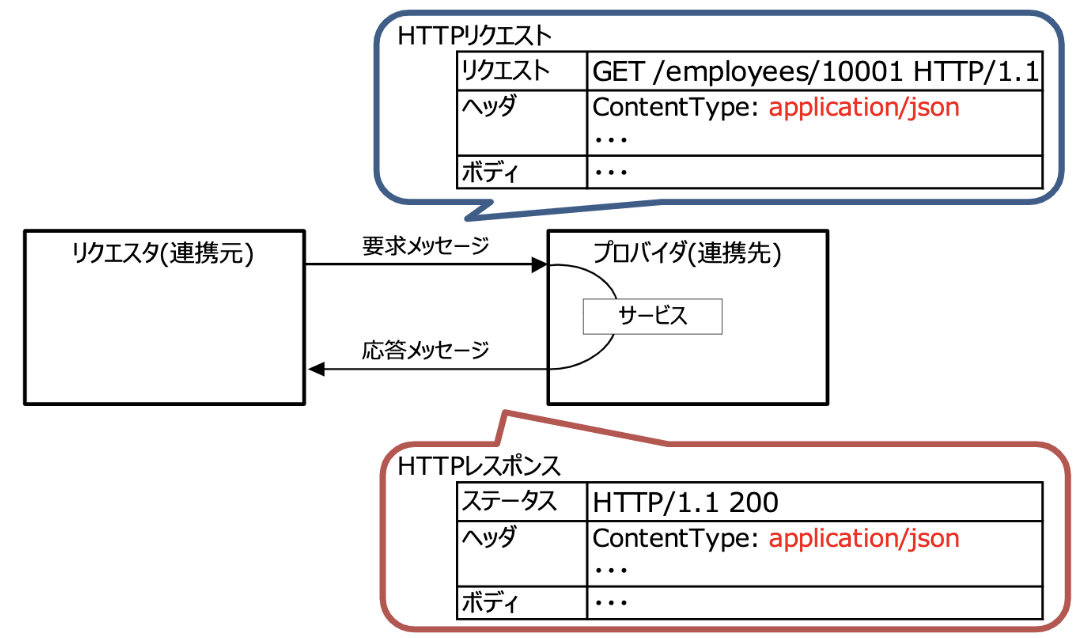 HTTPリクエスト
リクエスト GET /employees/10001 HTTP/1.1
ヘッダ ContentType: application/json
・・・
ボディ ・・・
リクエスタ(連携元)
要求メッセージ
プロバイダ(連携先)
サービス
応答メッセージ
HTTPレスポンス
ステータス HTTP/1.1 200
ヘッダ ContentType: application/json
・・・
ボディ ・・・